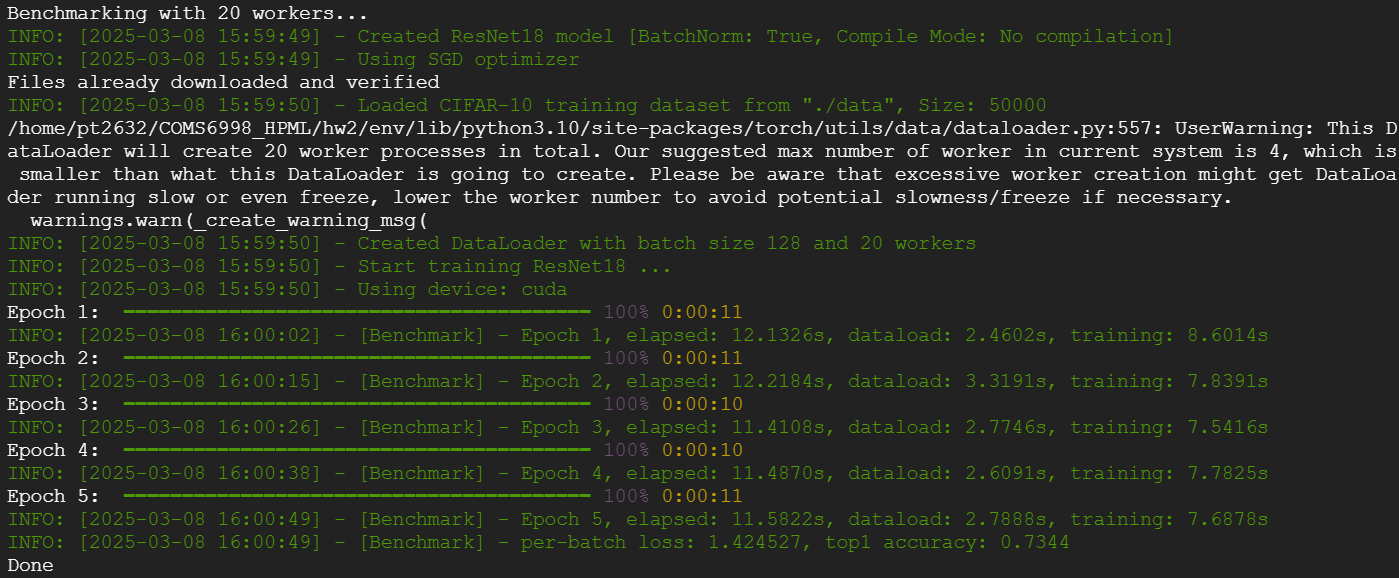 Benchmarking with 20 workers...
INFO: [2025-03-08 15:59:49] - Created ResNet18 model [BatchNorm: True, Compile Mode: No compilation]
INFO: [2025-03-08 15:59:49] - Using SGD optimizer
Files already downloaded and verified
INFO: [2025-03-08 15:59:50] - Loaded CIFAR-10 training dataset from "./data", Size: 50000
/home/pt2632/COMS6998_HPML/hw2/env/lib/python3.10/site-packages/torch/utils/data/dataloader.py:557: UserWarning: This D
ataLoader will create 20 worker processes in total. Our suggested max number of worker in current system is 4, which is
 smaller than what this DataLoader is going to create. Please be aware that excessive worker creation might get DataLoa
der running slow or even freeze, lower the worker number to avoid potential slowness/freeze if necessary.
  warnings.warn(_create_warning_msg(
INFO: [2025-03-08 15:59:50] - Created DataLoader with batch size 128 and 20 workers
INFO: [2025-03-08 15:59:50] - Start training ResNet18 ...
INFO: [2025-03-08 15:59:50] - Using device: cuda
Epoch 1: 100% 0:00:11
INFO: [2025-03-08 16:00:02] - [Benchmark] - Epoch 1, elapsed: 12.1326s, dataload: 2.4602s, training: 8.6014s
Epoch 2: 100% 0:00:11
INFO: [2025-03-08 16:00:15] - [Benchmark] - Epoch 2, elapsed: 12.2184s, dataload: 3.3191s, training: 7.8391s
Epoch 3: 100% 0:00:10
INFO: [2025-03-08 16:00:26] - [Benchmark] - Epoch 3, elapsed: 11.4108s, dataload: 2.7746s, training: 7.5416s
Epoch 4: 100% 0:00:10
INFO: [2025-03-08 16:00:38] - [Benchmark] - Epoch 4, elapsed: 11.4870s, dataload: 2.6091s, training: 7.7825s
Epoch 5: 100% 0:00:11
INFO: [2025-03-08 16:00:49] - [Benchmark] - Epoch 5, elapsed: 11.5822s, dataload: 2.7888s, training: 7.6878s
INFO: [2025-03-08 16:00:49] - [Benchmark] - per-batch loss: 1.424527, top1 accuracy: 0.7344
Done